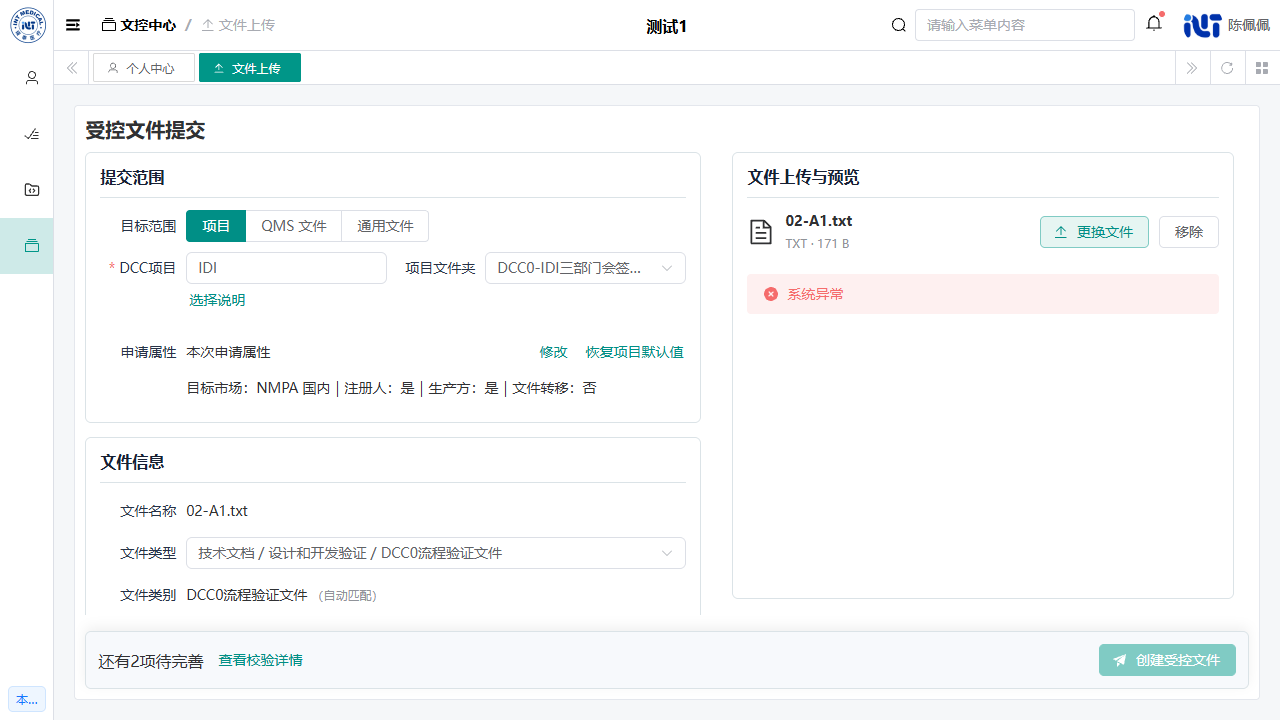 文控中心 / 文件上传
测试1
请输入菜单内容
陈佩佩
个人中心
文件上传
受控文件提交
提交范围
目标范围 项目 QMS 文件 通用文件
* DCC项目 IDI 项目文件夹 DCC0-IDI三部门会签...
选择说明
申请属性 本次申请属性 修改 恢复项目默认值
目标市场：NMPA 国内 | 注册人：是 | 生产方：是 | 文件转移：否
文件信息
文件名称 02-A1.txt
文件类型 技术文档 / 设计和开发验证 / DCC0流程验证文件
文件类别 DCC0流程验证文件 （自动匹配）
文件上传与预览
02-A1.txt
TXT · 171 B
更换文件 移除
系统异常
还有2项待完善 查看校验详情
创建受控文件
本...